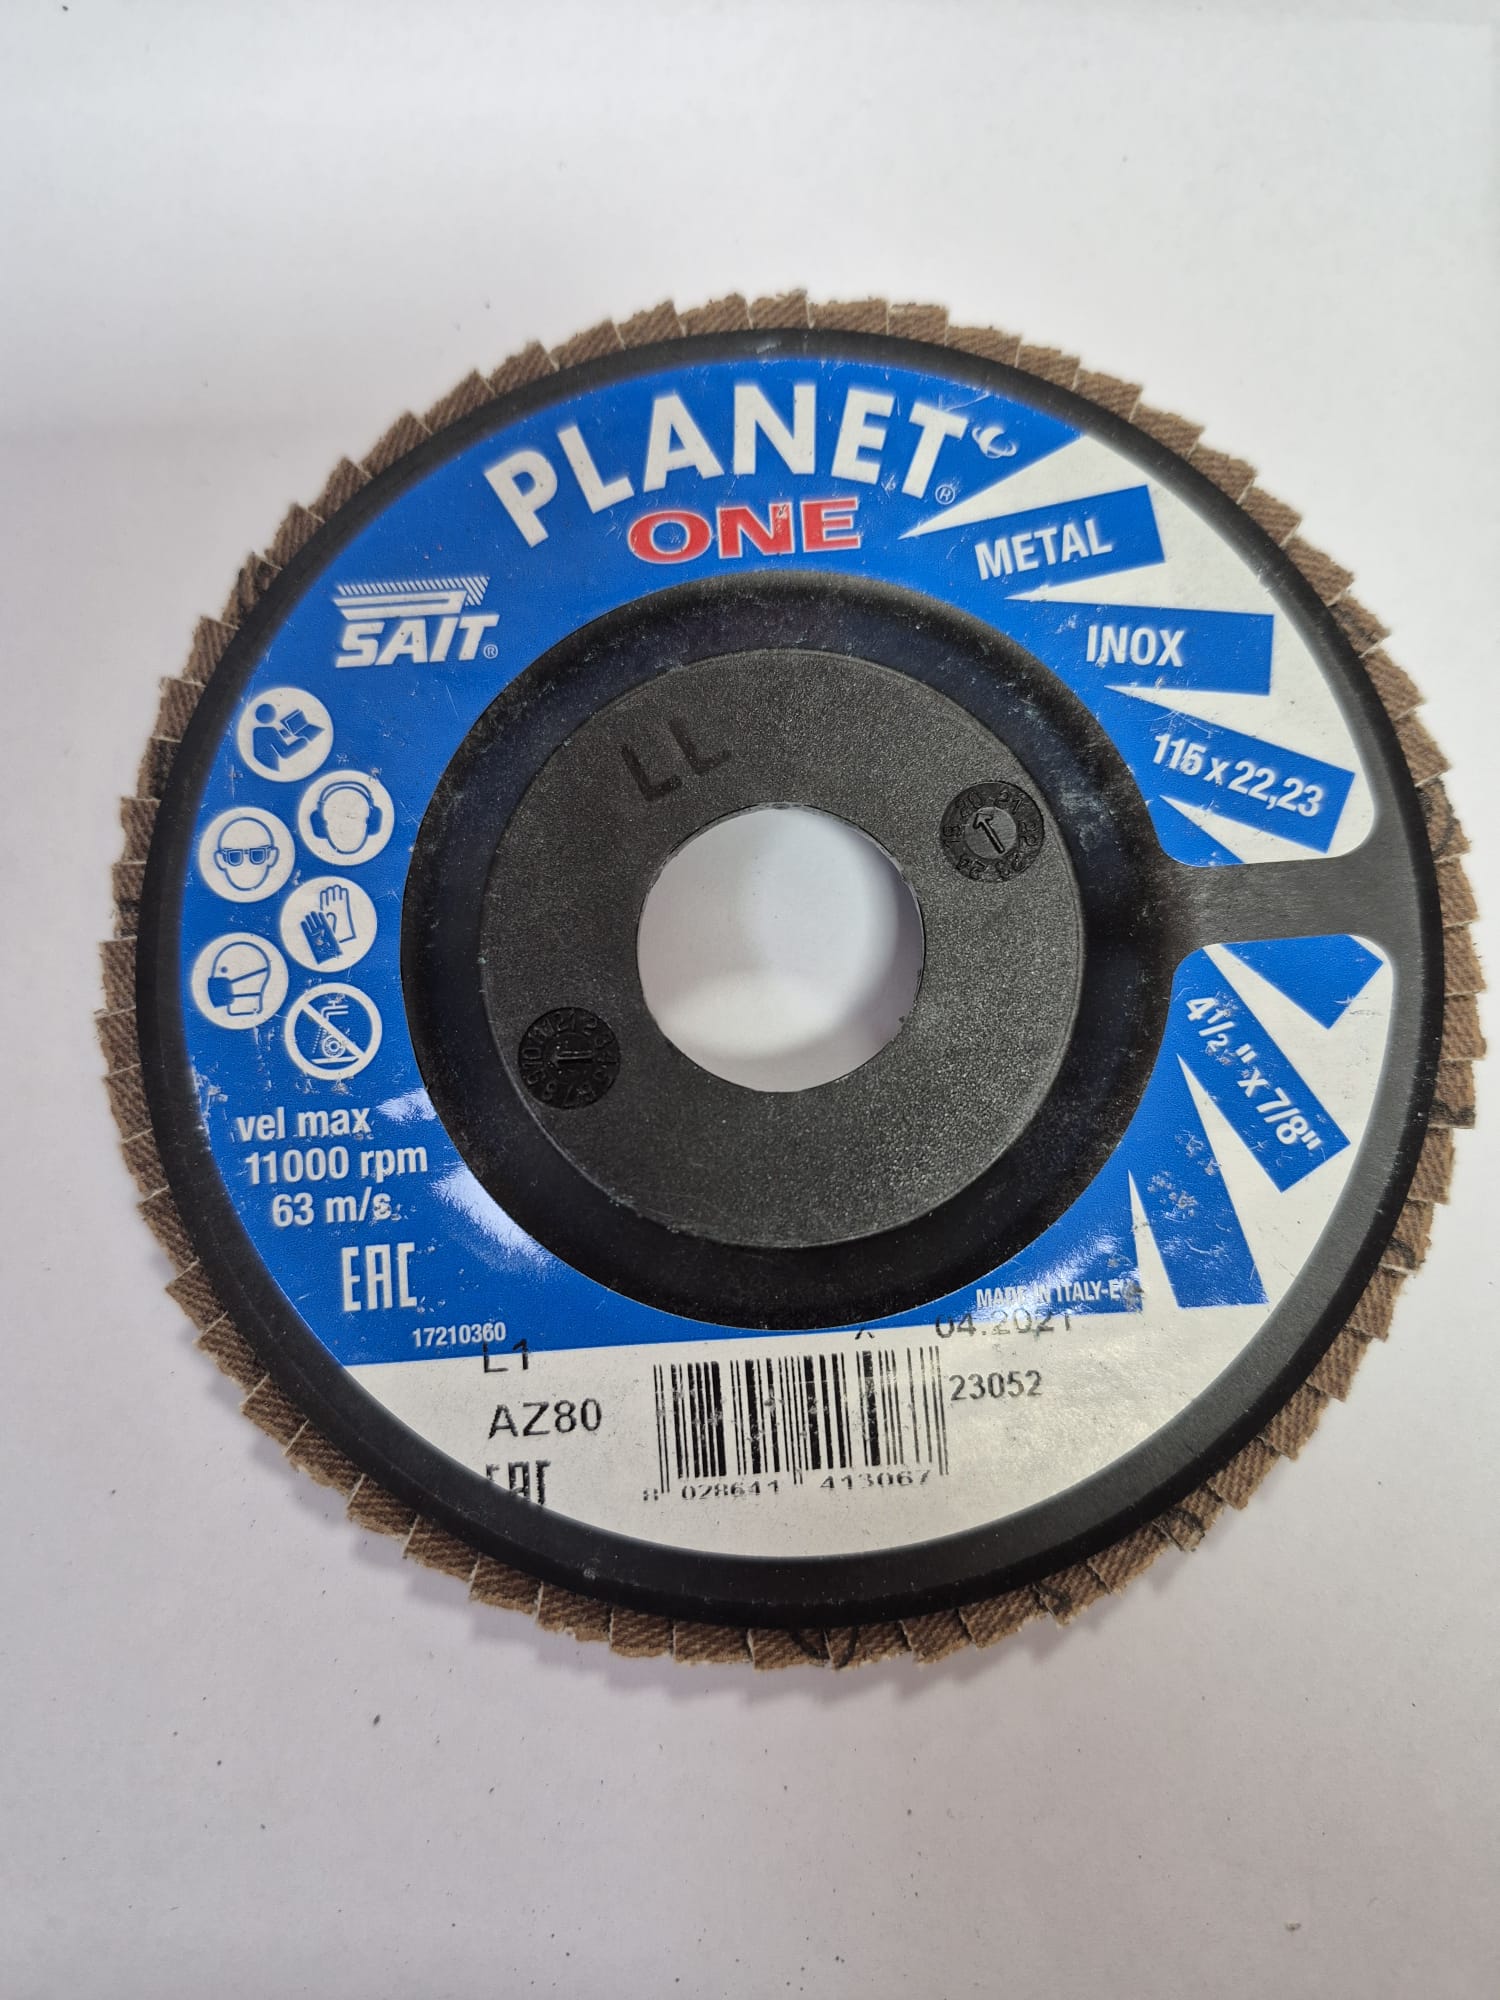 PLANET®
ONE
SAIT®
METAL
INOX
115 x 22,23
4½" x 7/8"
LL
vel max
11000 rpm
63 m/s
EAC
17210360
MADE IN ITALY-E
L1
X
04.2021
AZ80
23052
EAC
8 028641 413067